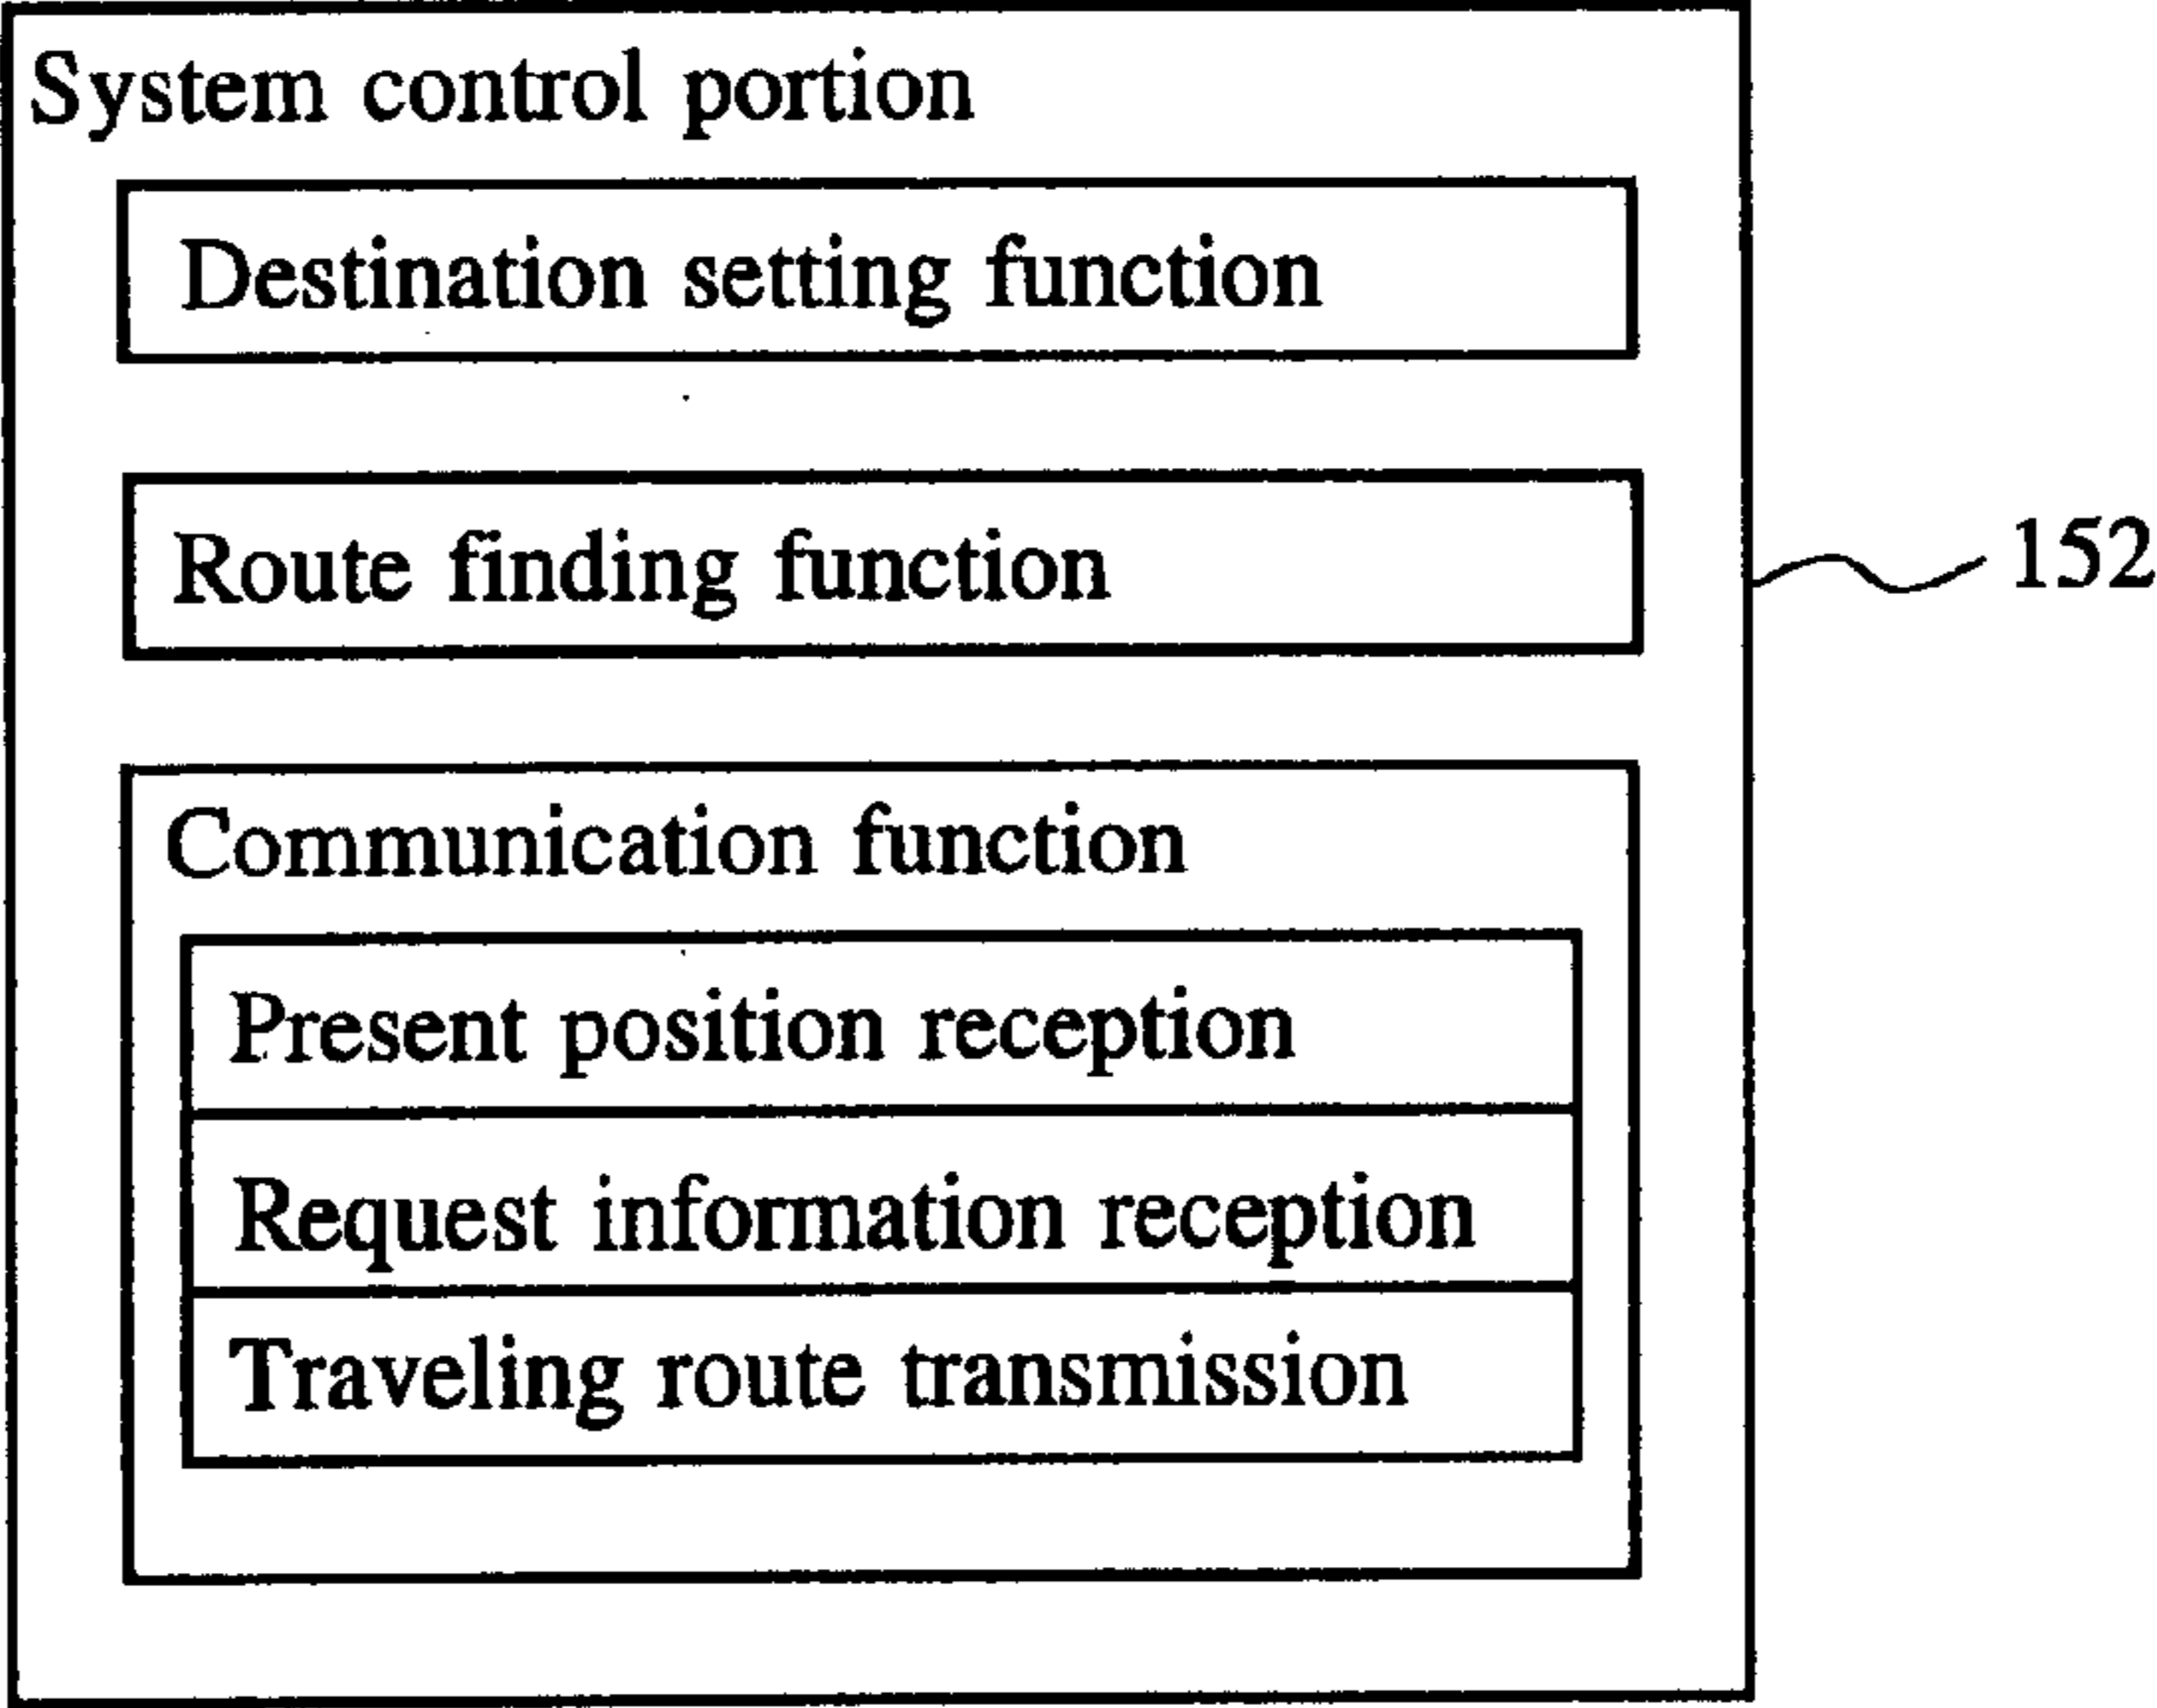 System control portion
Destination setting function
Route finding function
152
Communication function
Present position reception
Request information reception
Traveling route transmission